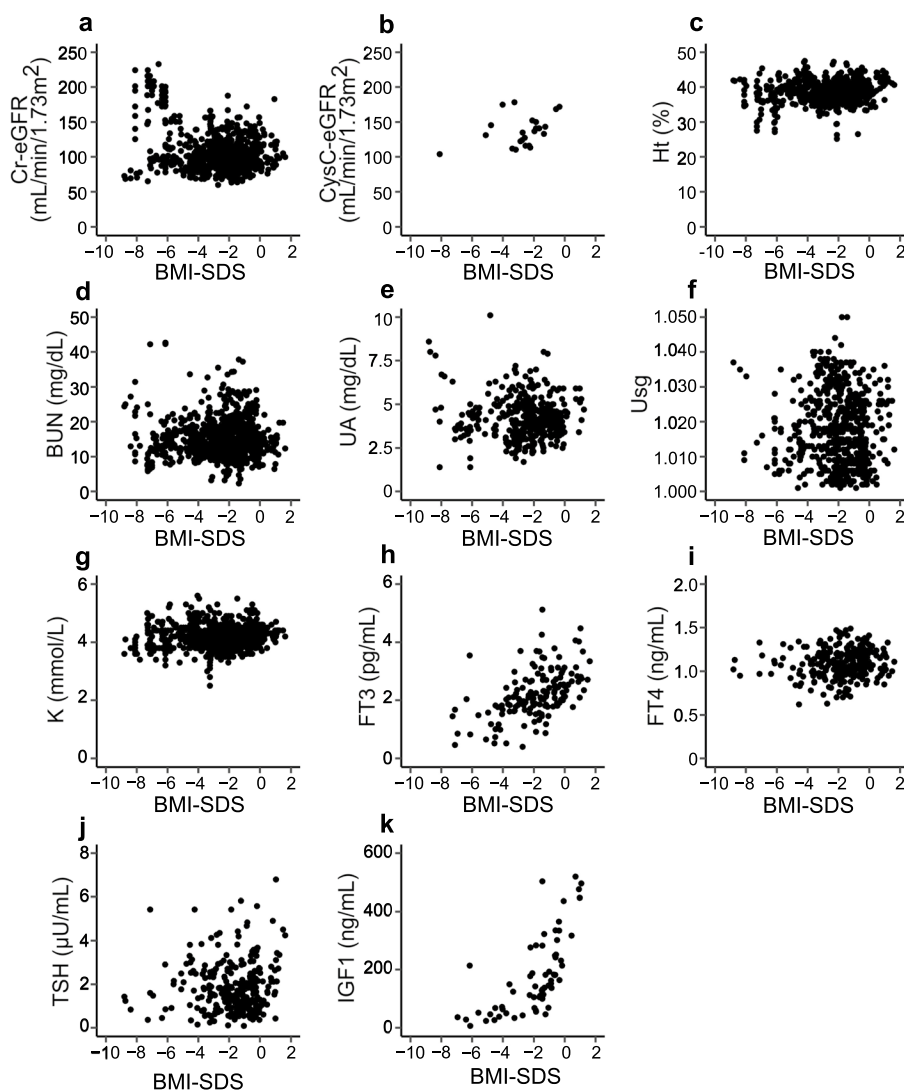 a b c
250
200
150
100
50
0
Cr-eGFR
(mL/min/1.73m2)
−10 −8 −6 −4 −2 0 2
BMI-SDS
250
200
150
100
50
0
CysC-eGFR
(mL/min/1.73m2)
−10 −8 −6 −4 −2 0 2
BMI-SDS
50
40
30
20
10
0
Ht (%)
-10 -8 -6 -4 -2 0 2
BMI-SDS
d e f
50
40
30
20
10
0
BUN (mg/dL)
−10 −8 −6 −4 −2 0 2
BMI-SDS
10
7.5
5
2.5
0
UA (mg/dL)
−10 −8 −6 −4 −2 0 2
BMI-SDS
1.050
1.040
1.030
1.020
1.010
1.000
Usg
−10 −8 −6 −4 −2 0 2
BMI-SDS
g h i
6
4
2
0
K (mmol/L)
−10 −8 −6 −4 −2 0 2
BMI-SDS
6
4
2
0
FT3 (pg/mL)
−10 −8 −6 −4 −2 0 2
BMI-SDS
2.0
1.5
1.0
0.5
0
FT4 (ng/mL)
−10 −8 −6 −4 −2 0 2
BMI-SDS
j k
8
6
4
2
0
TSH (μU/mL)
−10 −8 −6 −4 −2 0 2
BMI-SDS
600
400
200
0
IGF1 (ng/mL)
−10 −8 −6 −4 −2 0 2
BMI-SDS